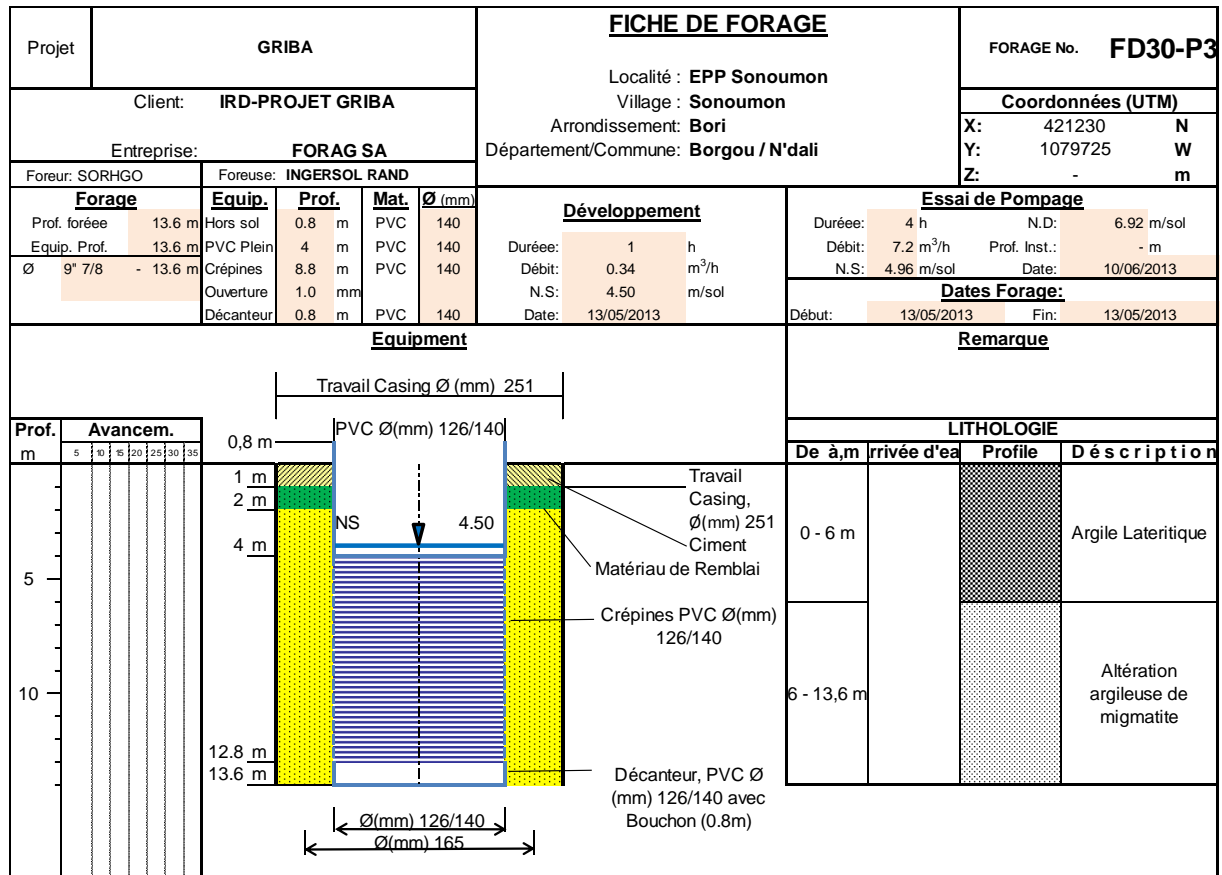 Projet
GRIBA
FICHE DE FORAGE
FORAGE No. FD30-P3
Localité : EPP Sonoumon
Client: IRD-PROJET GRIBA
Village : Sonoumon
Coordonnées (UTM)
Arrondissement: Bori
X: 421230 N
Entreprise: FORAG SA
Département/Commune: Borgou / N'dali
Y: 1079725 W
Foreur: SORHGO
Foreuse: INGERSOL RAND
Z: - m
Forage
Equip. Prof. Mat. Ø (mm)
Développement
Essai de Pompage
Prof. foréee 13.6 m
Hors sol 0.8 m PVC 140
Duréee: 4 h N.D: 6.92 m/sol
Equip. Prof. 13.6 m
PVC Plein 4 m PVC 140
Duréee: 1 h
Débit: 7.2 m³/h Prof. Inst.: - m
Ø 9" 7/8 - 13.6 m
Crépines 8.8 m PVC 140
Débit: 0.34 m³/h
N.S: 4.96 m/sol Date: 10/06/2013
Ouverture 1.0 mm
N.S: 4.50 m/sol
Dates Forage:
Décanteur 0.8 m PVC 140
Date: 13/05/2013
Début: 13/05/2013 Fin: 13/05/2013
Equipment
Remarque
Travail Casing Ø (mm) 251
Prof.
m
Avancem.
5 10 15 20 25 30 35
PVC Ø(mm) 126/140
0,8 m
LITHOLOGIE
De à,m rrivée d'ea Profile Déscription
1 m
2 m
NS 4.50
4 m
5
10
12.8 m
13.6 m
Travail
Casing,
Ø(mm) 251
Ciment
Matériau de Remblai
Crépines PVC Ø(mm)
126/140
Décanteur, PVC Ø
(mm) 126/140 avec
Bouchon (0.8m)
Ø(mm) 126/140
Ø(mm) 165
0 - 6 m
Argile Lateritique
6 - 13,6 m
Altération
argileuse de
migmatite